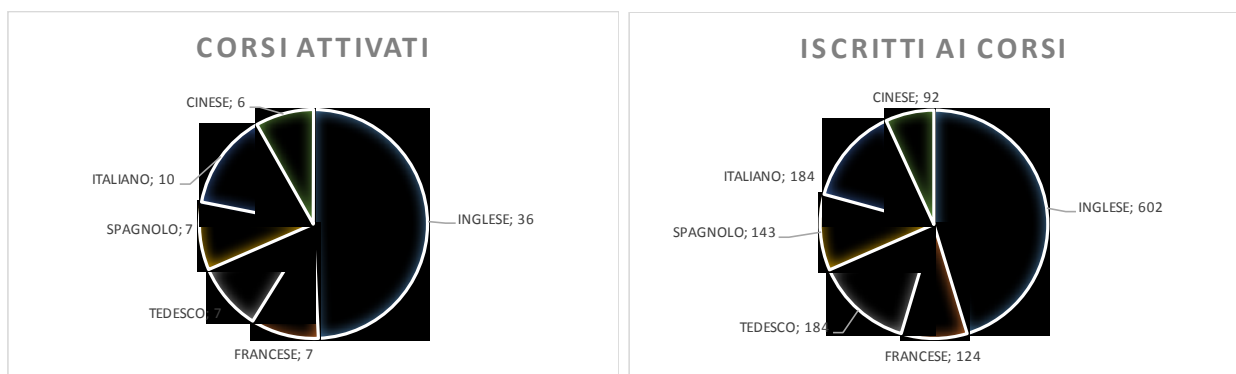 CORSI ATTIVATI
CINESE; 6
ITALIANO; 10
INGLESE; 36
SPAGNOLO; 7
TEDESCO; 7
FRANCESE; 7
ISCRITTI AI CORSI
CINESE; 92
ITALIANO; 184
INGLESE; 602
SPAGNOLO; 143
TEDESCO; 184
FRANCESE; 124